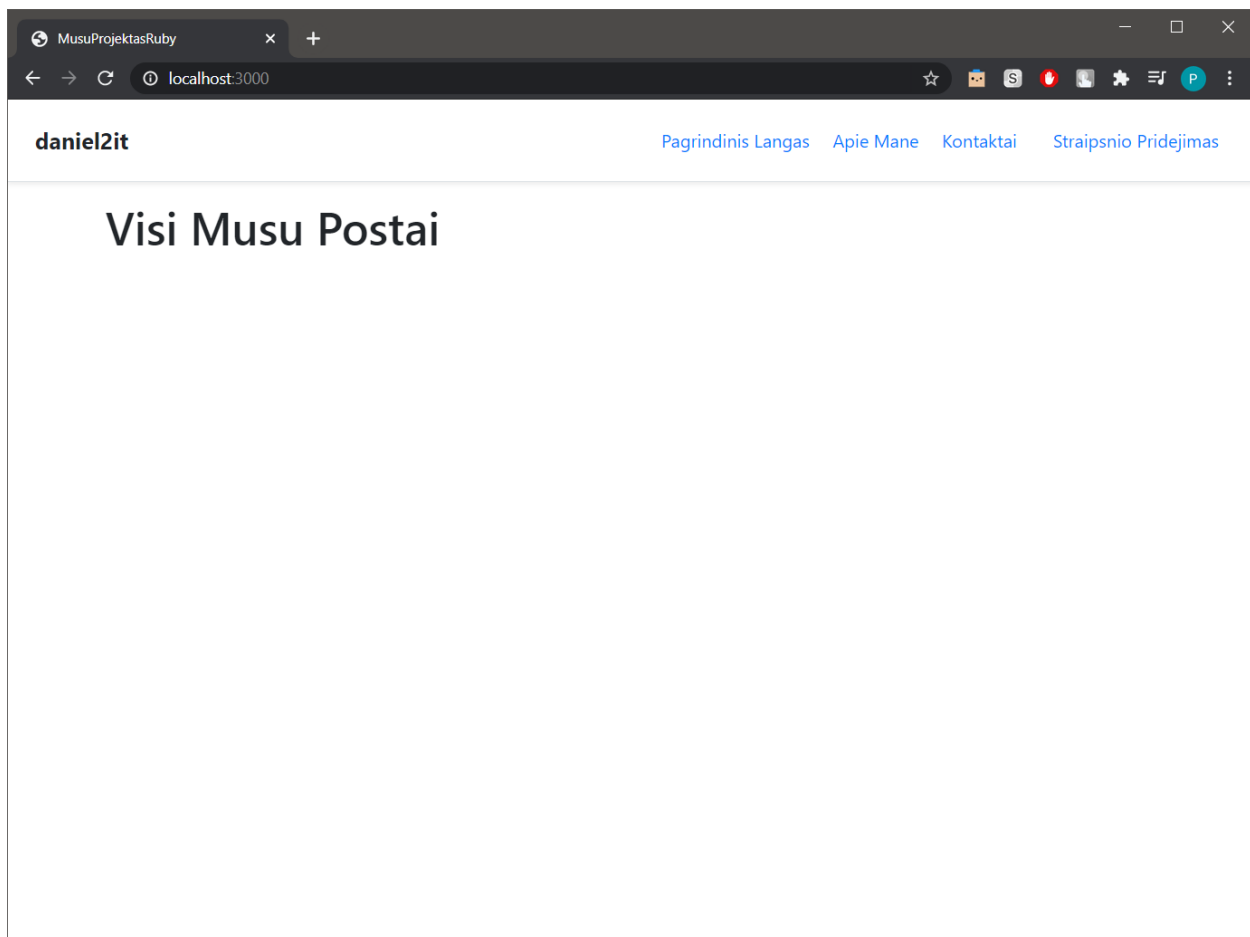 MusuProjektasRuby
localhost:3000
S
P
daniel2it
Pagrindinis Langas Apie Mane Kontaktai Straipsnio Pridejimas
Visi Musu Postai